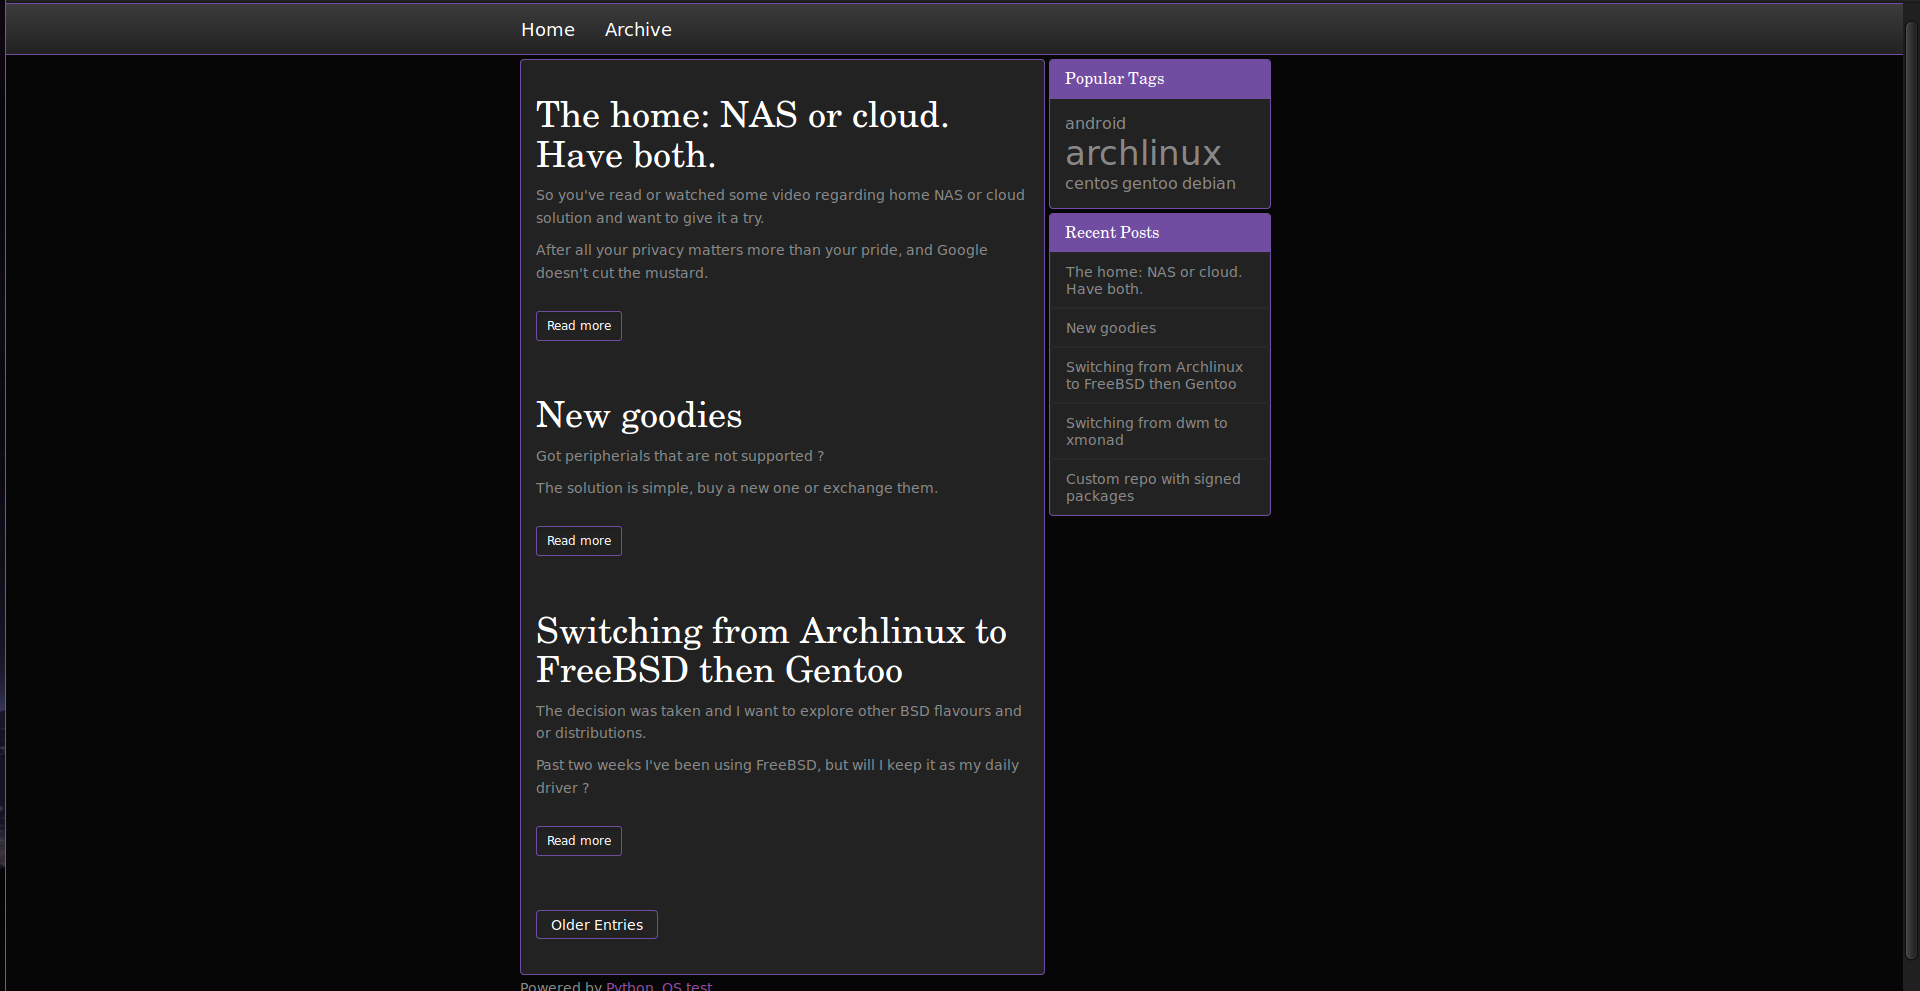 Home Archive
The home: NAS or cloud.
Have both.
So you've read or watched some video regarding home NAS or cloud
solution and want to give it a try.
After all your privacy matters more than your pride, and Google
doesn't cut the mustard.
Read more
New goodies
Got peripherials that are not supported ?
The solution is simple, buy a new one or exchange them.
Read more
Switching from Archlinux to
FreeBSD then Gentoo
The decision was taken and I want to explore other BSD flavours and
or distributions.
Past two weeks I've been using FreeBSD, but will I keep it as my daily
driver ?
Read more
Older Entries
Popular Tags
android
archlinux
centos gentoo debian
Recent Posts
The home: NAS or cloud.
Have both.
New goodies
Switching from Archlinux
to FreeBSD then Gentoo
Switching from dwm to
xmonad
Custom repo with signed
packages
Powered by Python, OS test